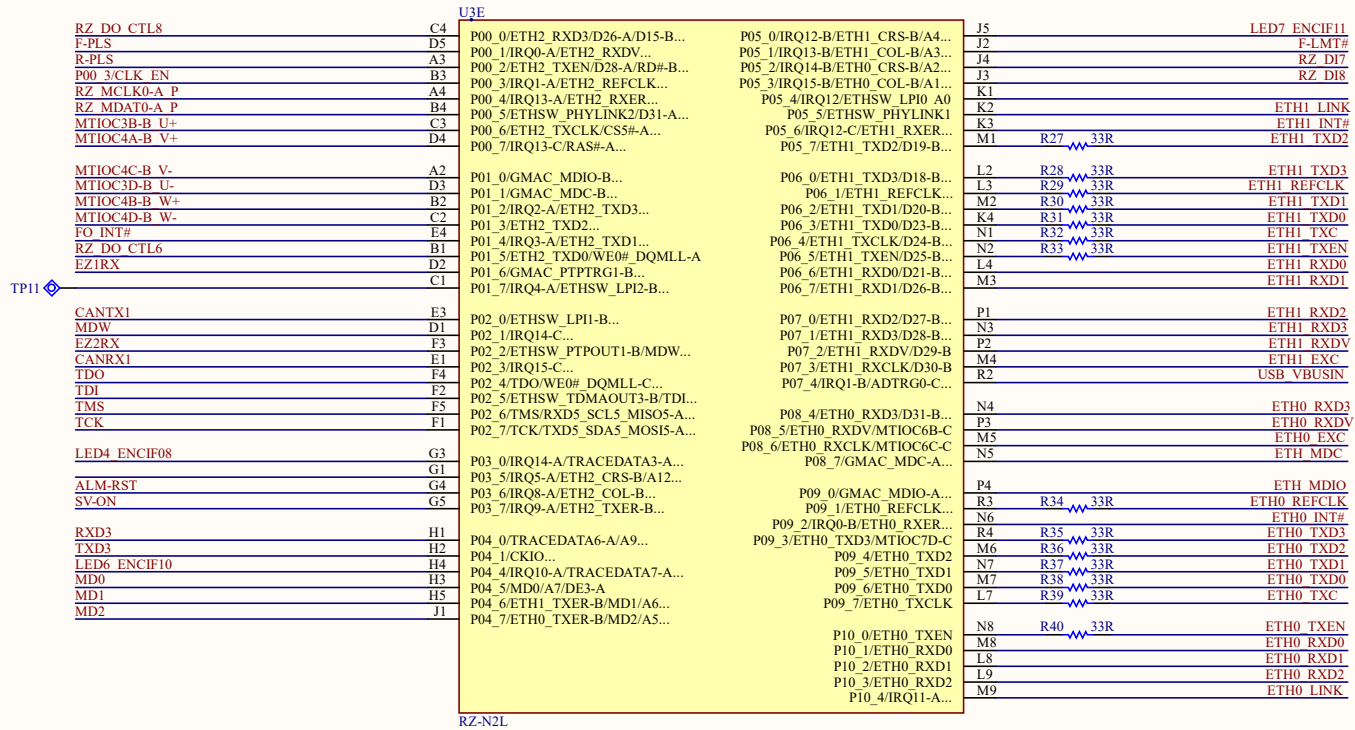 U3E
RZ_DO_CTL8 C4 P00_0/ETH2_RXD3/D26-A/D15-B... P05_0/IRQ12-B/ETH1_CRS-B/A4... J5 LED7_ENCIF11
F-PLS D5 P00_1/IRQ0-A/ETH2_RXDV... P05_1/IRQ13-B/ETH1_COL-B/A3... J2 F-LMT#
R-PLS A3 P00_2/ETH2_TXEN/D28-A/RD#-B... P05_2/IRQ14-B/ETH0_CRS-B/A2... J4 RZ_DI7
P00_3/CLK_EN B3 P00_3/IRQ1-A/ETH2_REFCLK... P05_3/IRQ15-B/ETH0_COL-B/A1... J3 RZ_DI8
RZ_MCLK0-A_P A4 P00_4/IRQ13-A/ETH2_RXER... P05_4/IRQ12/ETHSW_LPI0_A0 K1
RZ_MDAT0-A_P B4 P00_5/ETHSW_PHYLINK2/D31-A... P05_5/ETHSW_PHYLINK1 K2 ETH1_LINK
MTIOC3B-B_U+ C3 P00_6/ETH2_TXCLK/CS5#-A... P05_6/IRQ12-C/ETH1_RXER... K3 ETH1_INT#
MTIOC4A-B_V+ D4 P00_7/IRQ13-C/RAS#-A... P05_7/ETH1_TXD2/D19-B... M1 R27 33R ETH1_TXD2
MTIOC4C-B_V- A2 P01_0/GMAC_MDIO-B... P06_0/ETH1_TXD3/D18-B... L2 R28 33R ETH1_TXD3
MTIOC3D-B_U- D3 P01_1/GMAC_MDC-B... P06_1/ETH1_REFCLK... L3 R29 33R ETH1_REFCLK
MTIOC4B-B_W+ B2 P01_2/IRQ2-A/ETH2_TXD3... P06_2/ETH1_TXD1/D20-B... M2 R30 33R ETH1_TXD1
MTIOC4D-B_W- C2 P01_3/ETH2_TXD2... P06_3/ETH1_TXD0/D23-B... K4 R31 33R ETH1_TXD0
FO_INT# E4 P01_4/IRQ3-A/ETH2_TXD1... P06_4/ETH1_TXCLK/D24-B... N1 R32 33R ETH1_TXC
RZ_DO_CTL6 B1 P01_5/ETH2_TXD0/WE0#_DQMLL-A P06_5/ETH1_TXEN/D25-B... N2 R33 33R ETH1_TXEN
EZ1RX D2 P01_6/GMAC_PTPTRG1-B... P06_6/ETH1_RXD0/D21-B... L4 ETH1_RXD0
TP11 C1 P01_7/IRQ4-A/ETHSW_LPI2-B... P06_7/ETH1_RXD1/D26-B... M3 ETH1_RXD1
CANTX1 E3 P02_0/ETHSW_LPI1-B... P07_0/ETH1_RXD2/D27-B... P1 ETH1_RXD2
MDW D1 P02_1/IRQ14-C... P07_1/ETH1_RXD3/D28-B... N3 ETH1_RXD3
EZ2RX F3 P02_2/ETHSW_PTPOUT1-B/MDW... P07_2/ETH1_RXDV/D29-B P2 ETH1_RXDV
CANRX1 E1 P02_3/IRQ15-C... P07_3/ETH1_RXCLK/D30-B M4 ETH1_EXC
TDO F4 P02_4/TDO/WE0#_DQMLL-C... P07_4/IRQ1-B/ADTRG0-C... R2 USB_VBUSIN
TDI F2 P02_5/ETHSW_TDMAOUT3-B/TDI...
TMS F5 P02_6/TMS/RXD5_SCL5_MISO5-A... P08_4/ETH0_RXD3/D31-B... N4 ETH0_RXD3
TCK F1 P02_7/TCK/TXD5_SDA5_MOSI5-A... P08_5/ETH0_RXDV/MTIOC6B-C P3 ETH0_RXDV
P08_6/ETH0_RXCLK/MTIOC6C-C M5 ETH0_EXC
LED4_ENCIF08 G3 P03_0/IRQ14-A/TRACEDATA3-A... P08_7/GMAC_MDC-A... N5 ETH_MDC
G1 P03_5/IRQ5-A/ETH2_CRS-B/A12...
ALM-RST G4 P03_6/IRQ8-A/ETH2_COL-B... P09_0/GMAC_MDIO-A... P4 ETH_MDIO
SV-ON G5 P03_7/IRQ9-A/ETH2_TXER-B... P09_1/ETH0_REFCLK... R3 R34 33R ETH0_REFCLK
P09_2/IRQ0-B/ETH0_RXER... N6 ETH0_INT#
RXD3 H1 P04_0/TRACEDATA6-A/A9... P09_3/ETH0_TXD3/MTIOC7D-C R4 R35 33R ETH0_TXD3
TXD3 H2 P04_1/CKIO... P09_4/ETH0_TXD2 M6 R36 33R ETH0_TXD2
LED6_ENCIF10 H4 P04_4/IRQ10-A/TRACEDATA7-A... P09_5/ETH0_TXD1 N7 R37 33R ETH0_TXD1
MD0 H3 P04_5/MD0/A7/DE3-A P09_6/ETH0_TXD0 M7 R38 33R ETH0_TXD0
MD1 H5 P04_6/ETH1_TXER-B/MD1/A6... P09_7/ETH0_TXCLK L7 R39 33R ETH0_TXC
MD2 J1 P04_7/ETH0_TXER-B/MD2/A5...
P10_0/ETH0_TXEN N8 R40 33R ETH0_TXEN
P10_1/ETH0_RXD0 M8 ETH0_RXD0
P10_2/ETH0_RXD1 L8 ETH0_RXD1
P10_3/ETH0_RXD2 L9 ETH0_RXD2
P10_4/IRQ11-A... M9 ETH0_LINK
RZ-N2L